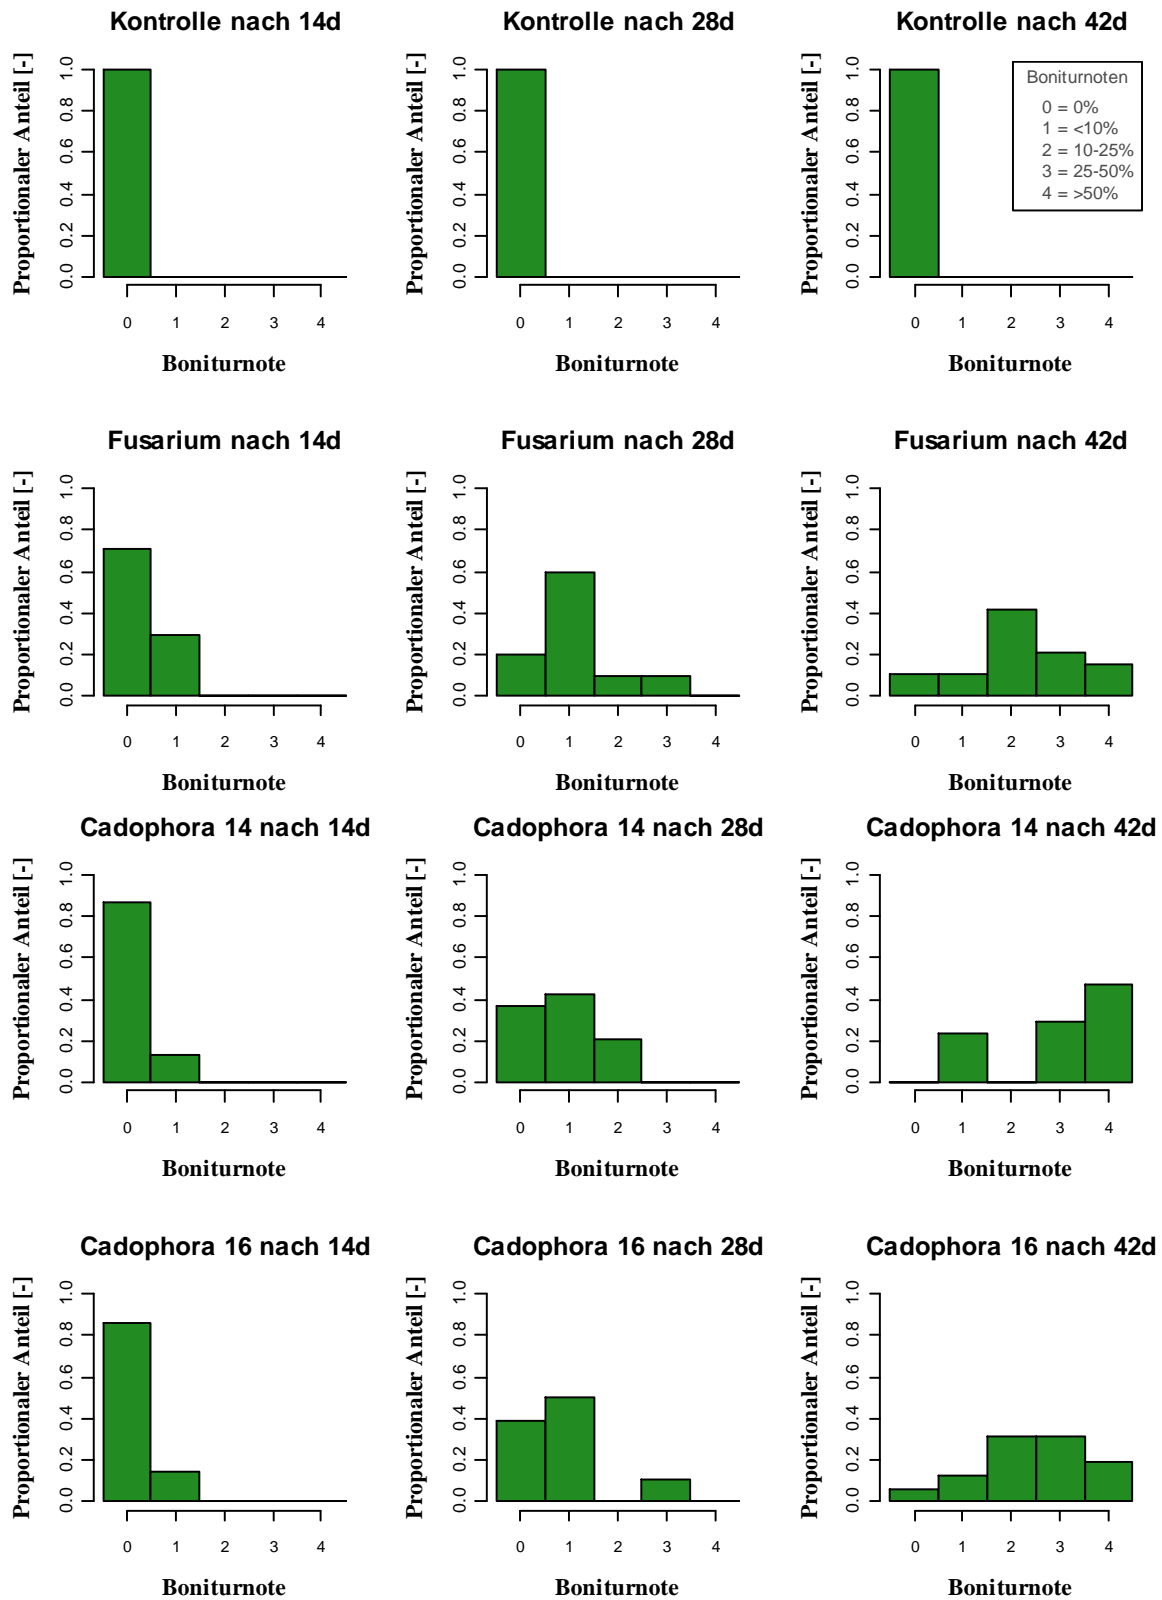 Kontrolle nach 14d
Proportionaler Anteil [-]
1.0
0.8
0.6
0.4
0.2
0.0
0 1 2 3 4
Boniturnote
Kontrolle nach 28d
Proportionaler Anteil [-]
1.0
0.8
0.6
0.4
0.2
0.0
0 1 2 3 4
Boniturnote
Kontrolle nach 42d
Proportionaler Anteil [-]
1.0
0.8
0.6
0.4
0.2
0.0
0 1 2 3 4
Boniturnote
Boniturnoten
0 = 0%
1 = <10%
2 = 10-25%
3 = 25-50%
4 = >50%
Fusarium nach 14d
Proportionaler Anteil [-]
1.0
0.8
0.6
0.4
0.2
0.0
0 1 2 3 4
Boniturnote
Fusarium nach 28d
Proportionaler Anteil [-]
1.0
0.8
0.6
0.4
0.2
0.0
0 1 2 3 4
Boniturnote
Fusarium nach 42d
Proportionaler Anteil [-]
1.0
0.8
0.6
0.4
0.2
0.0
0 1 2 3 4
Boniturnote
Cadophora 14 nach 14d
Proportionaler Anteil [-]
1.0
0.8
0.6
0.4
0.2
0.0
0 1 2 3 4
Boniturnote
Cadophora 14 nach 28d
Proportionaler Anteil [-]
1.0
0.8
0.6
0.4
0.2
0.0
0 1 2 3 4
Boniturnote
Cadophora 14 nach 42d
Proportionaler Anteil [-]
1.0
0.8
0.6
0.4
0.2
0.0
0 1 2 3 4
Boniturnote
Cadophora 16 nach 14d
Proportionaler Anteil [-]
1.0
0.8
0.6
0.4
0.2
0.0
0 1 2 3 4
Boniturnote
Cadophora 16 nach 28d
Proportionaler Anteil [-]
1.0
0.8
0.6
0.4
0.2
0.0
0 1 2 3 4
Boniturnote
Cadophora 16 nach 42d
Proportionaler Anteil [-]
1.0
0.8
0.6
0.4
0.2
0.0
0 1 2 3 4
Boniturnote